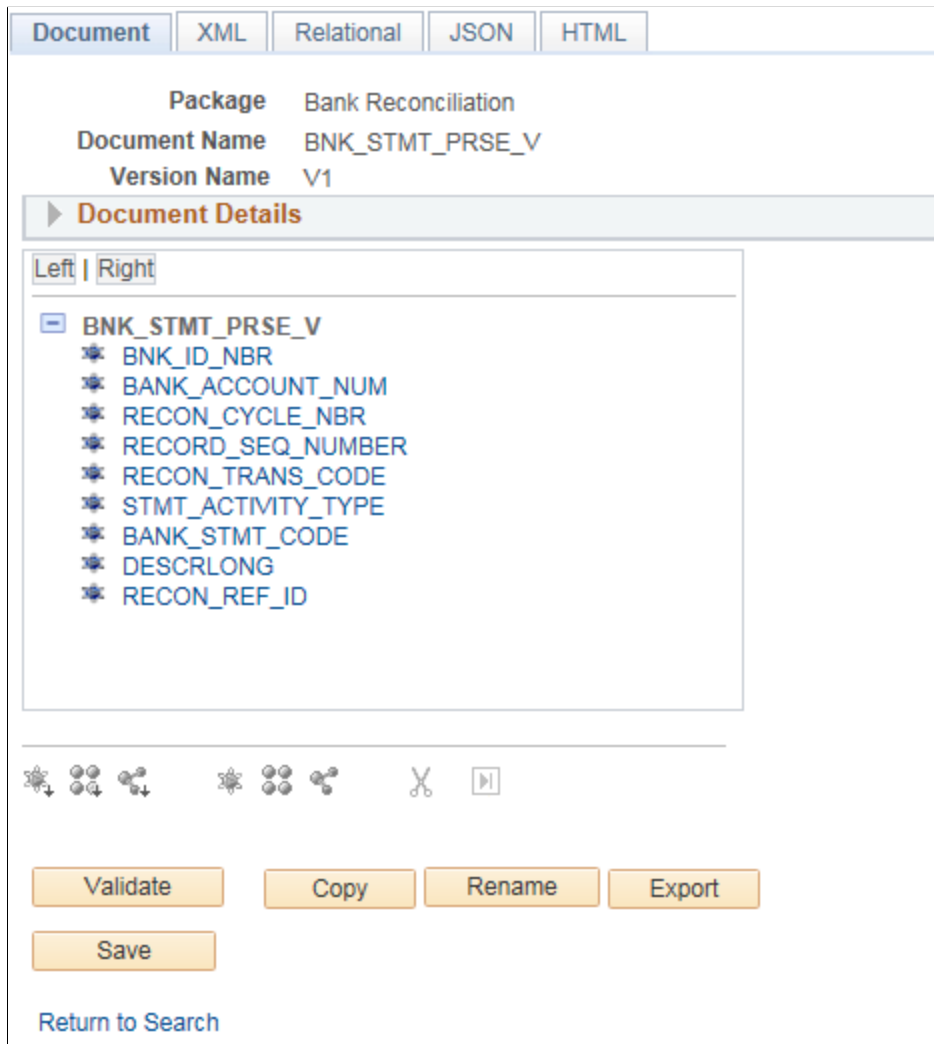 Document XML Relational JSON HTML
Package Bank Reconciliation
Document Name BNK_STMT_PRSE_V
Version Name V1
Document Details
Left | Right
BNK_STMT_PRSE_V
BNK_ID_NBR
BANK_ACCOUNT_NUM
RECON_CYCLE_NBR
RECORD_SEQ_NUMBER
RECON_TRANS_CODE
STMT_ACTIVITY_TYPE
BANK_STMT_CODE
DESCRLONG
RECON_REF_ID
Validate Copy Rename Export
Save
Return to Search